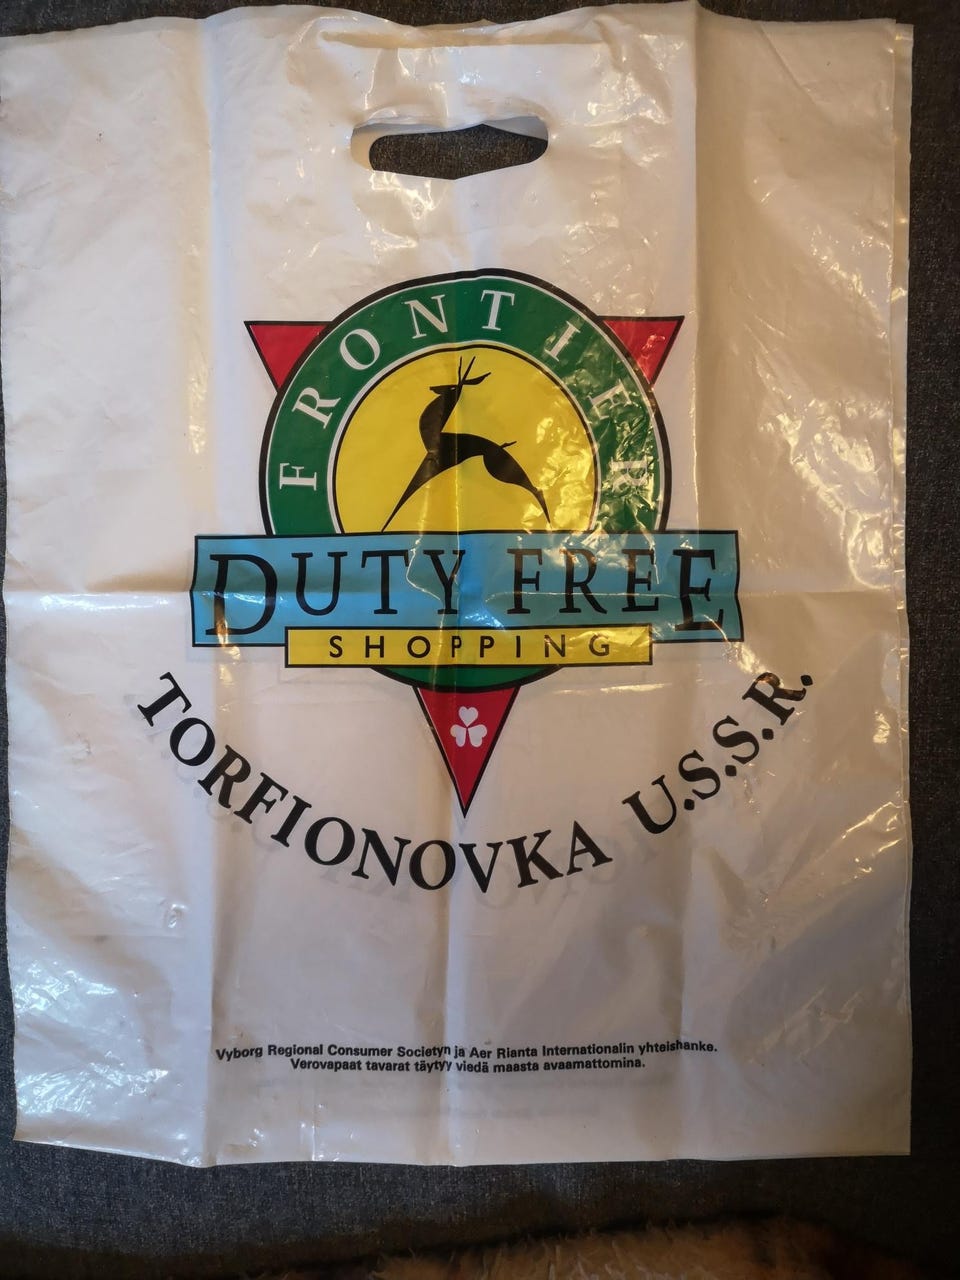 FRONTIER
DUTY FREE
SHOPPING
TORFIONOVKA U.S.S.R.
Vyborg Regional Consumer Societyn ja Aer Rianta Internationalin yhteishanke.
Verovapaat tavarat täytyy viedä maasta avaamattomina.